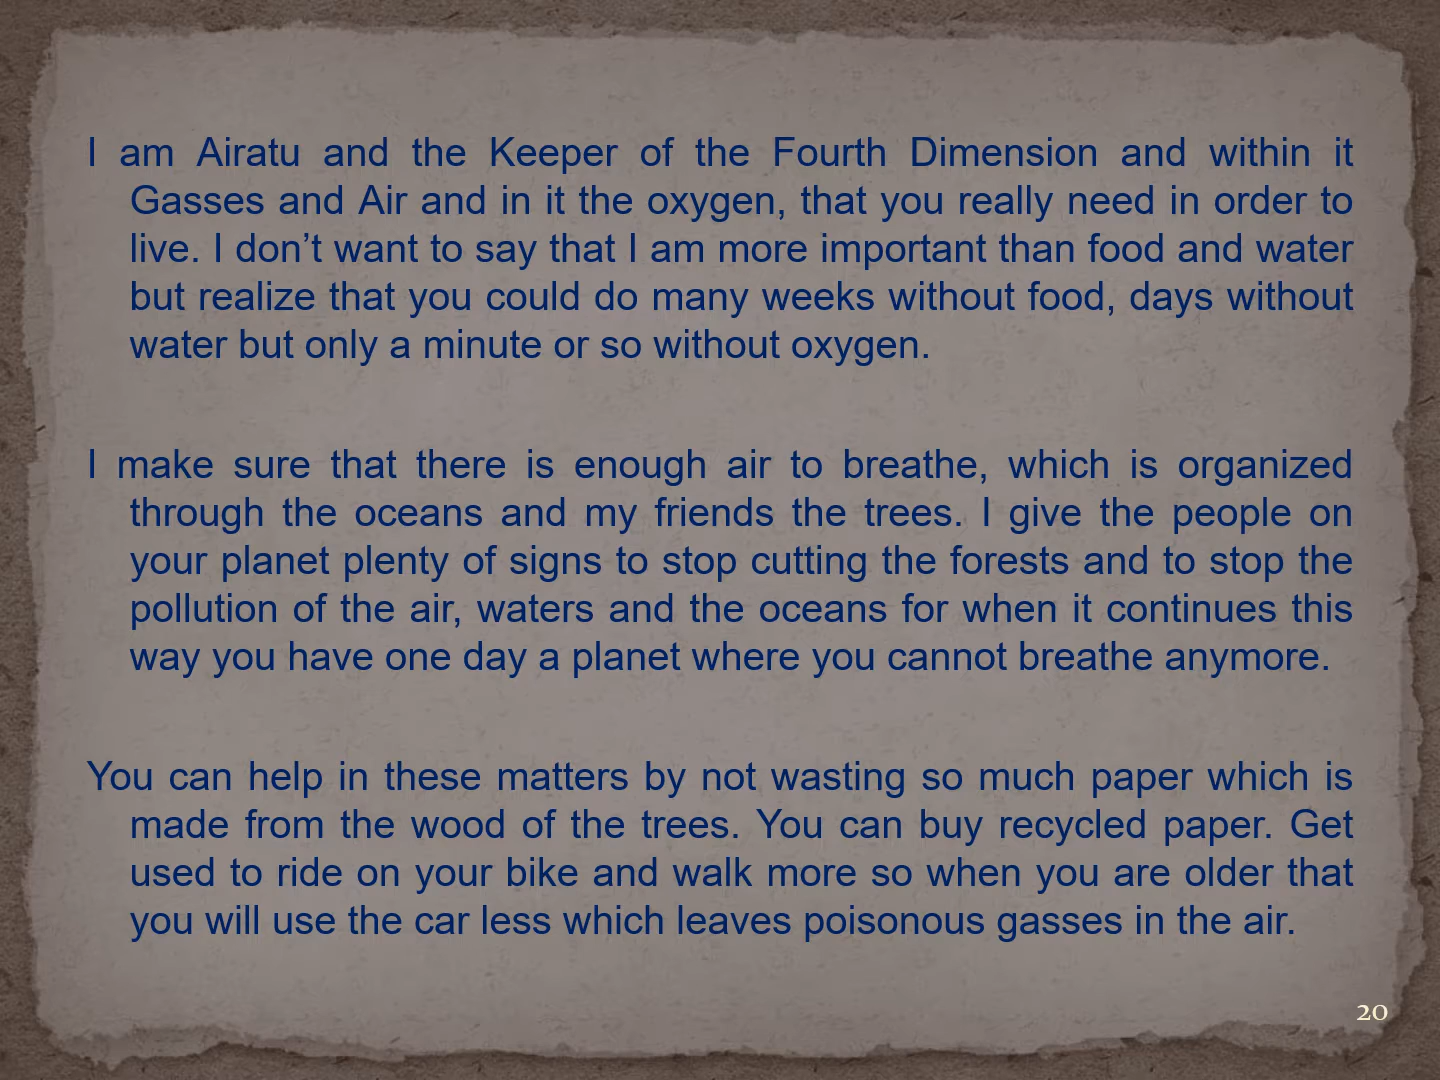 I am Airatu and the Keeper of the Fourth Dimension and within it
Gasses and Air and in it the oxygen, that you really need in order to
live. I don’t want to say that I am more important than food and water
but realize that you could do many weeks without food, days without
water but only a minute or so without oxygen.
I make sure that there is enough air to breathe, which is organized
through the oceans and my friends the trees. I give the people on
your planet plenty of signs to stop cutting the forests and to stop the
pollution of the air, waters and the oceans for when it continues this
way you have one day a planet where you cannot breathe anymore.
You can help in these matters by not wasting so much paper which is
made from the wood of the trees. You can buy recycled paper. Get
used to ride on your bike and walk more so when you are older that
you will use the car less which leaves poisonous gasses in the air.
20